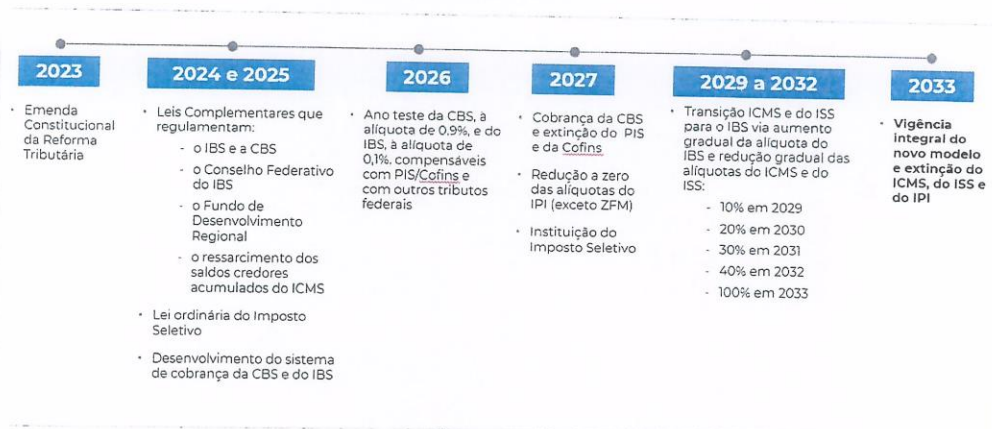 2023
Emenda
Constitucional
da Reforma
Tributária
2024 e 2025
Leis Complementares que
regulamentam:
- o IBS e a CBS
- o Conselho Federativo
do IBS
- o Fundo de
Desenvolvimento
Regional
- o ressarcimento dos
saldos credores
acumulados do ICMS
Lei ordinária do Imposto
Seletivo
Desenvolvimento do sistema
de cobrança da CBS e do IBS
2026
Ano teste da CBS, à
alíquota de 0,9%, e do
IBS, à alíquota de
0,1%, compensáveis
com PIS/Cofins e
com outros tributos
federais
2027
Cobrança da CBS
e extinção do PIS
e da Cofins
Redução a zero
das alíquotas do
IPI (exceto ZFM)
Instituição do
Imposto Seletivo
2029 a 2032
Transição ICMS e do ISS
para o IBS via aumento
gradual da alíquota do
IBS e redução gradual das
alíquotas do ICMS e do
ISS:
- 10% em 2029
- 20% em 2030
- 30% em 2031
- 40% em 2032
- 100% em 2033
2033
Vigência
integral do
novo modelo
e extinção do
ICMS, do ISS e
do IPI